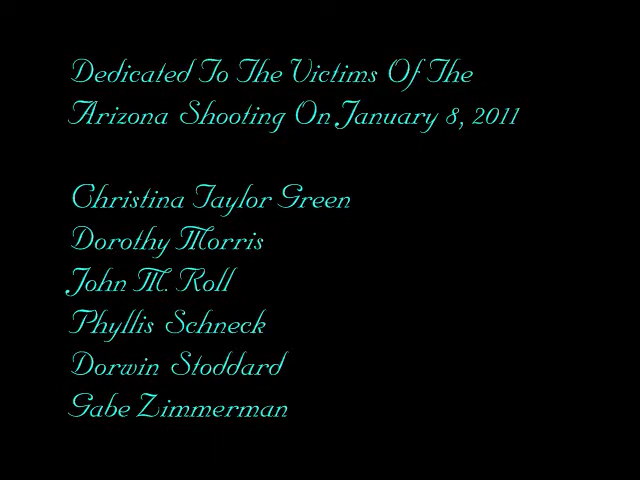 Dedicated To The Victims Of The
Arizona Shooting On January 8, 2011
Christina Taylor Green
Dorothy Morris
John M. Roll
Phyllis Schneck
Dorwin Stoddard
Gabe Zimmerman